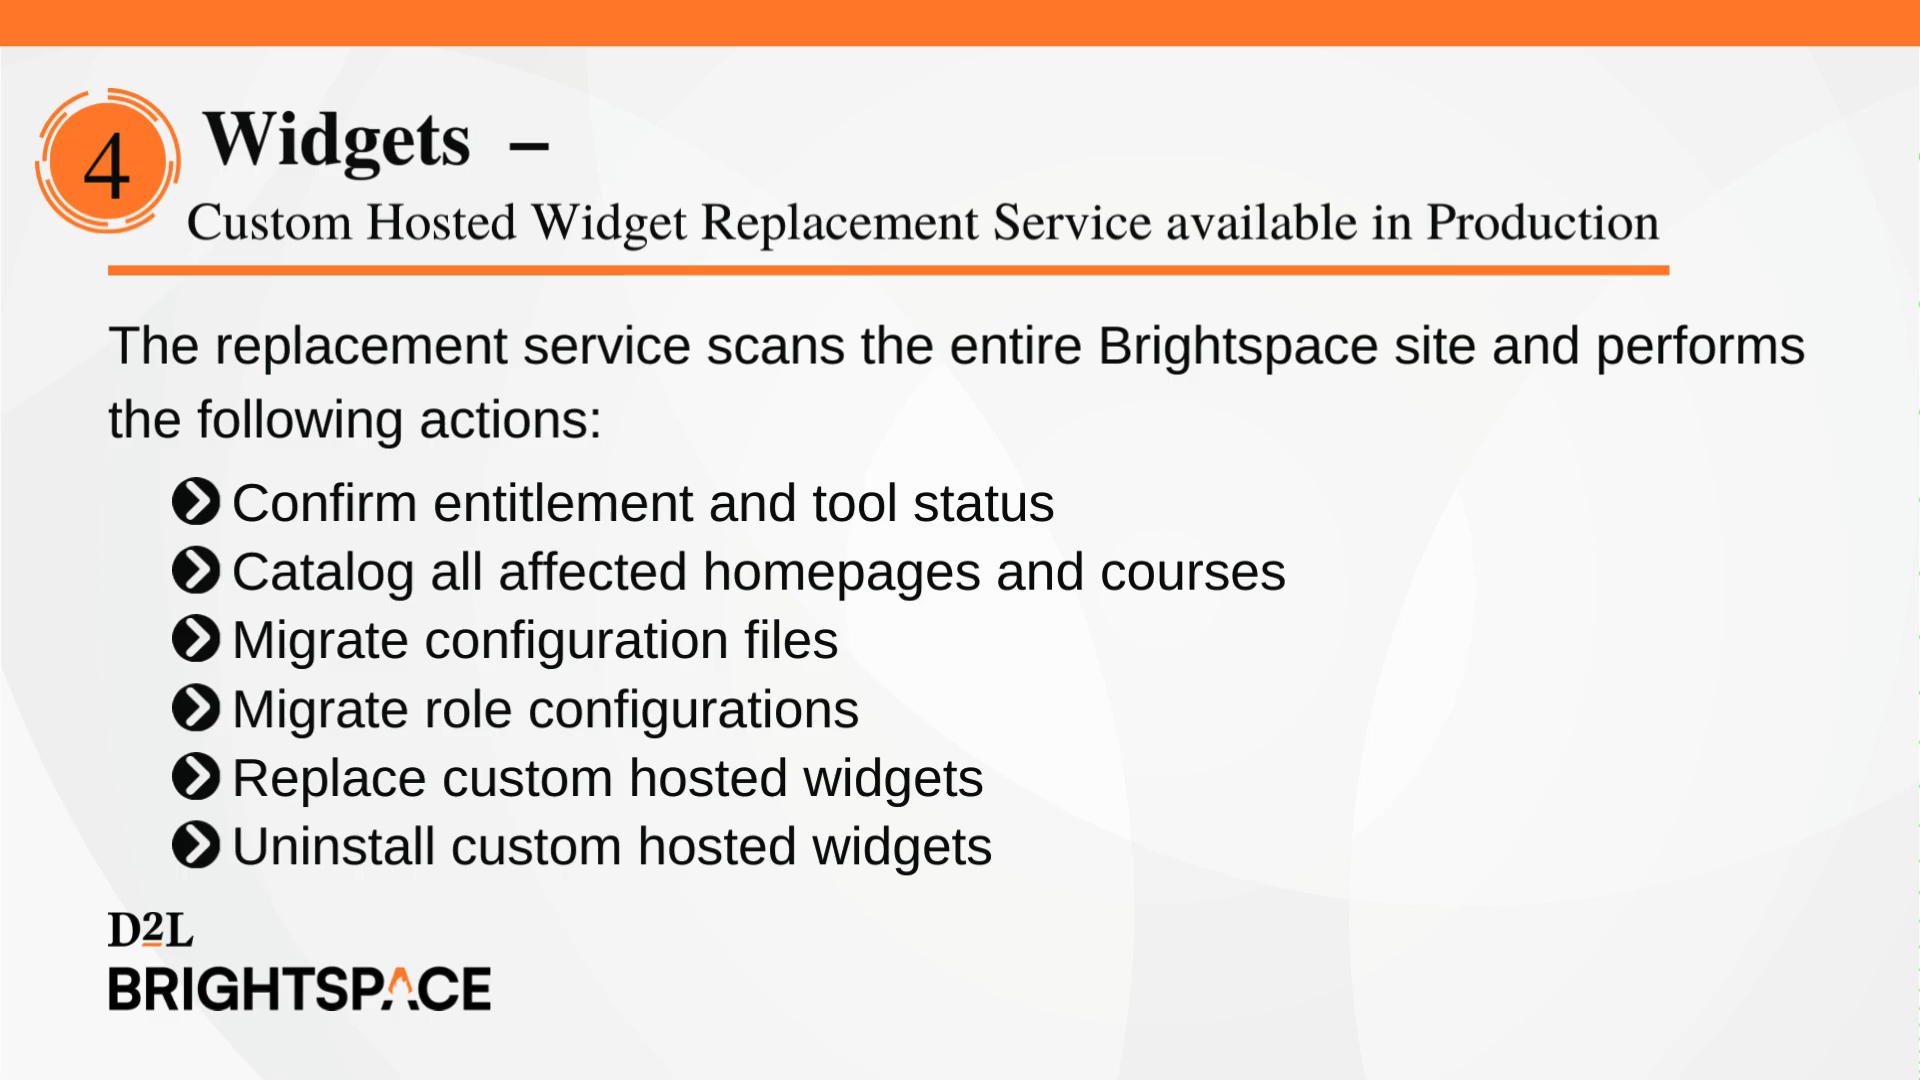 4
Widgets –
Custom Hosted Widget Replacement Service available in Production
The replacement service scans the entire Brightspace site and performs
the following actions:
Confirm entitlement and tool status
Catalog all affected homepages and courses
Migrate configuration files
Migrate role configurations
Replace custom hosted widgets
Uninstall custom hosted widgets
D2L
BRIGHTSPACE